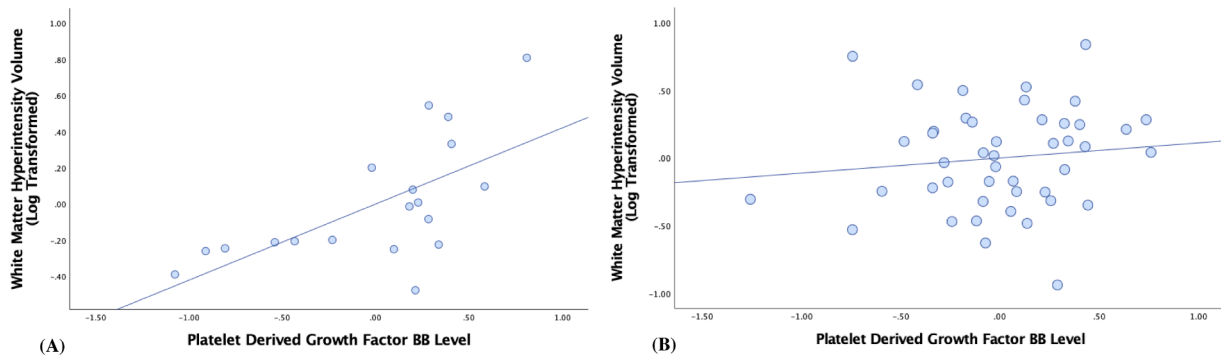 White Matter Hyperintensity Volume
(Log Transformed)
1.00
.80
.60
.40
.20
.00
-.20
-.40
-1.50 -1.00 -.50 .00 .50 1.00
Platelet Derived Growth Factor BB Level
(A)
White Matter Hyperintensity Volume
(Log Transformed)
1.00
.50
.00
-.50
-1.00
-1.50 -1.00 -.50 .00 .50 1.00
Platelet Derived Growth Factor BB Level
(B)